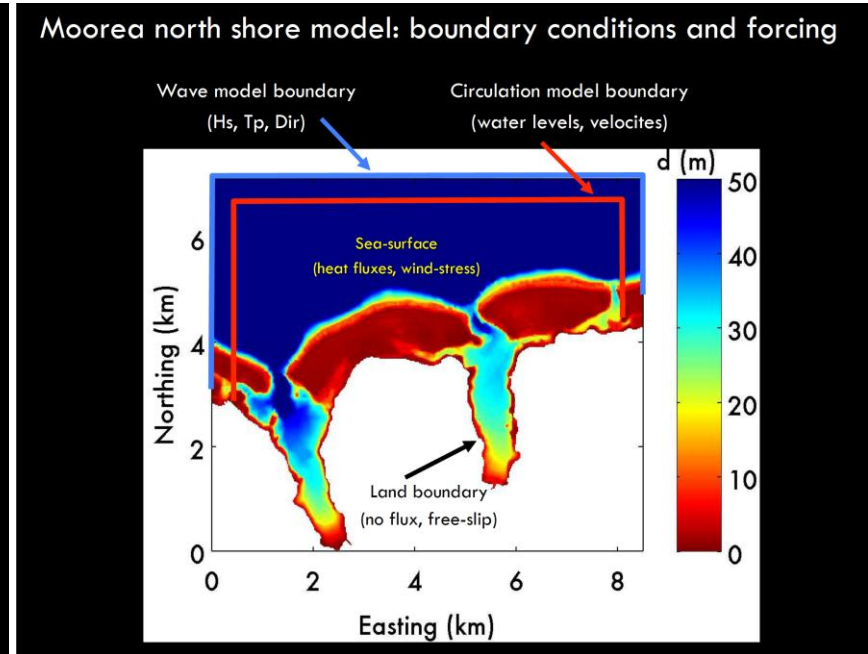 Moorea north shore model: boundary conditions and forcing
Wave model boundary
(Hs, Tp, Dir)
Circulation model boundary
(water levels, velocites)
d (m)
Sea-surface
(heat fluxes, wind-stress)
Land boundary
(no flux, free-slip)
Northing (km)
6
4
2
0
0 2 4 6 8
Easting (km)
50
40
30
20
10
0